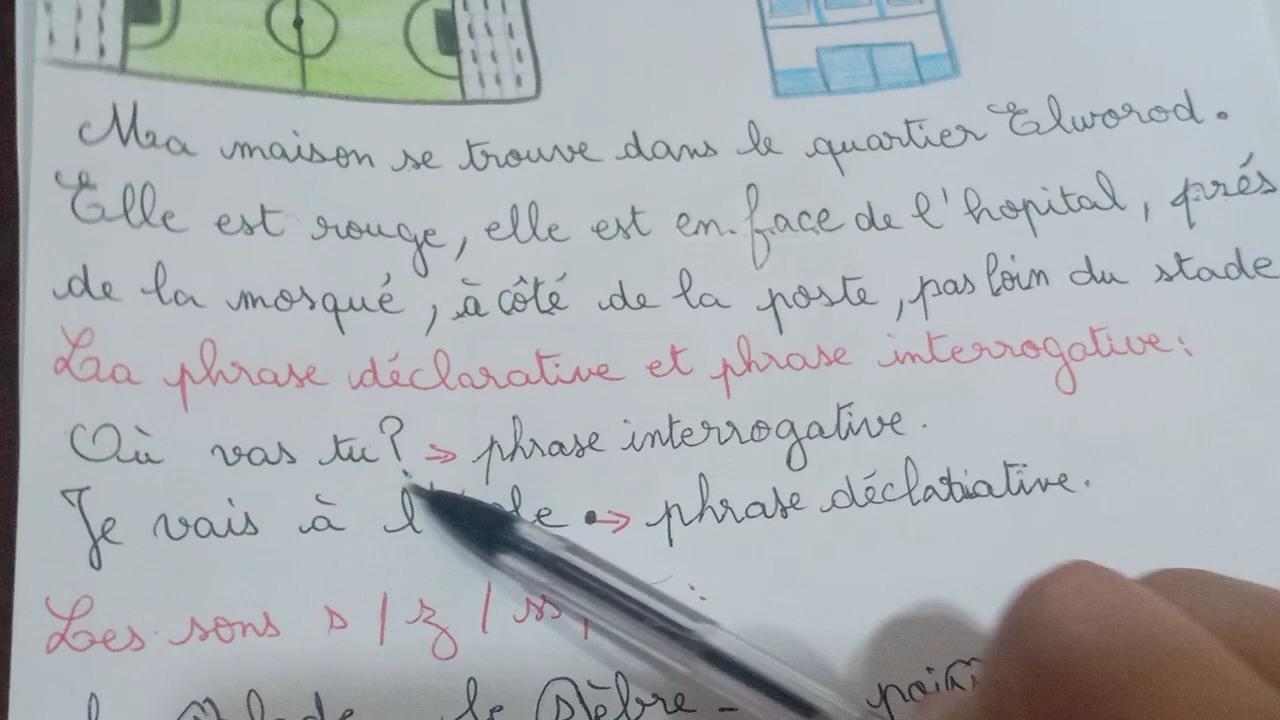 Ma maison se trouve dans le quartier Elworod.
Elle est rouge, elle est en face de l'hopital, prés
de la mosqué, à côté de la poste, pas loin du stade
La phrase déclarative et phrase interrogative:
Où vas tu? => phrase interrogative.
Je vais à → phrase déclatiative.
Les sons s / z / ss
le